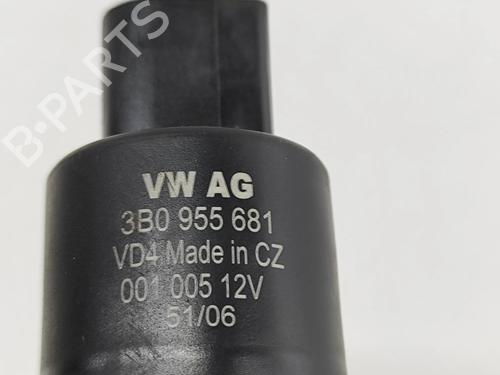 B-PARTS
VW AG
3B0 955 681
VD4 Made in CZ
001 005 12V
51/06